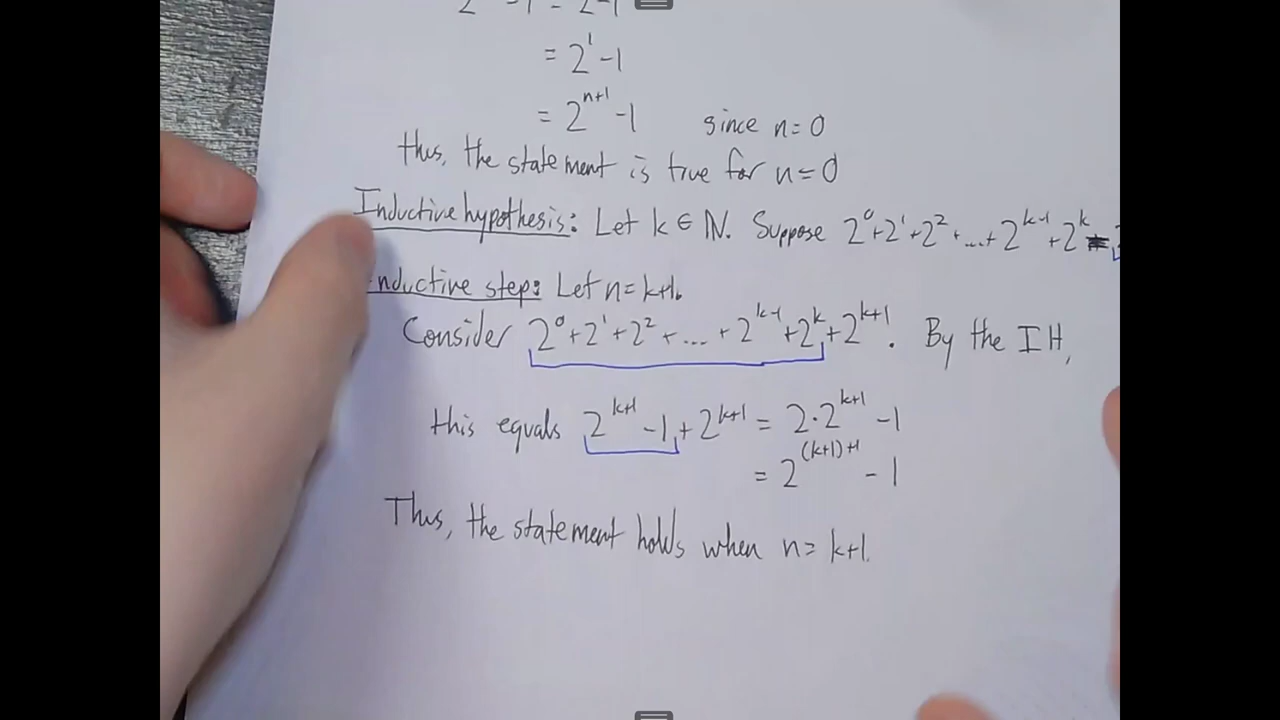 = 2¹ - 1
= 2ⁿ⁺¹ - 1 since n = 0
thus, the statement is true for n = 0
Inductive hypothesis: Let k ∈ ℕ. Suppose 2⁰ + 2¹ + 2² + ... + 2ᵏ⁻¹ + 2ᵏ =
Inductive step: Let n = k+1.
Consider 2⁰ + 2¹ + 2² + ... + 2ᵏ⁻¹ + 2ᵏ + 2ᵏ⁺¹. By the IH,
this equals 2ᵏ⁺¹ - 1 + 2ᵏ⁺¹ = 2·2ᵏ⁺¹ - 1
= 2⁽ᵏ⁺¹⁾⁺¹ - 1
Thus, the statement holds when n = k+1.